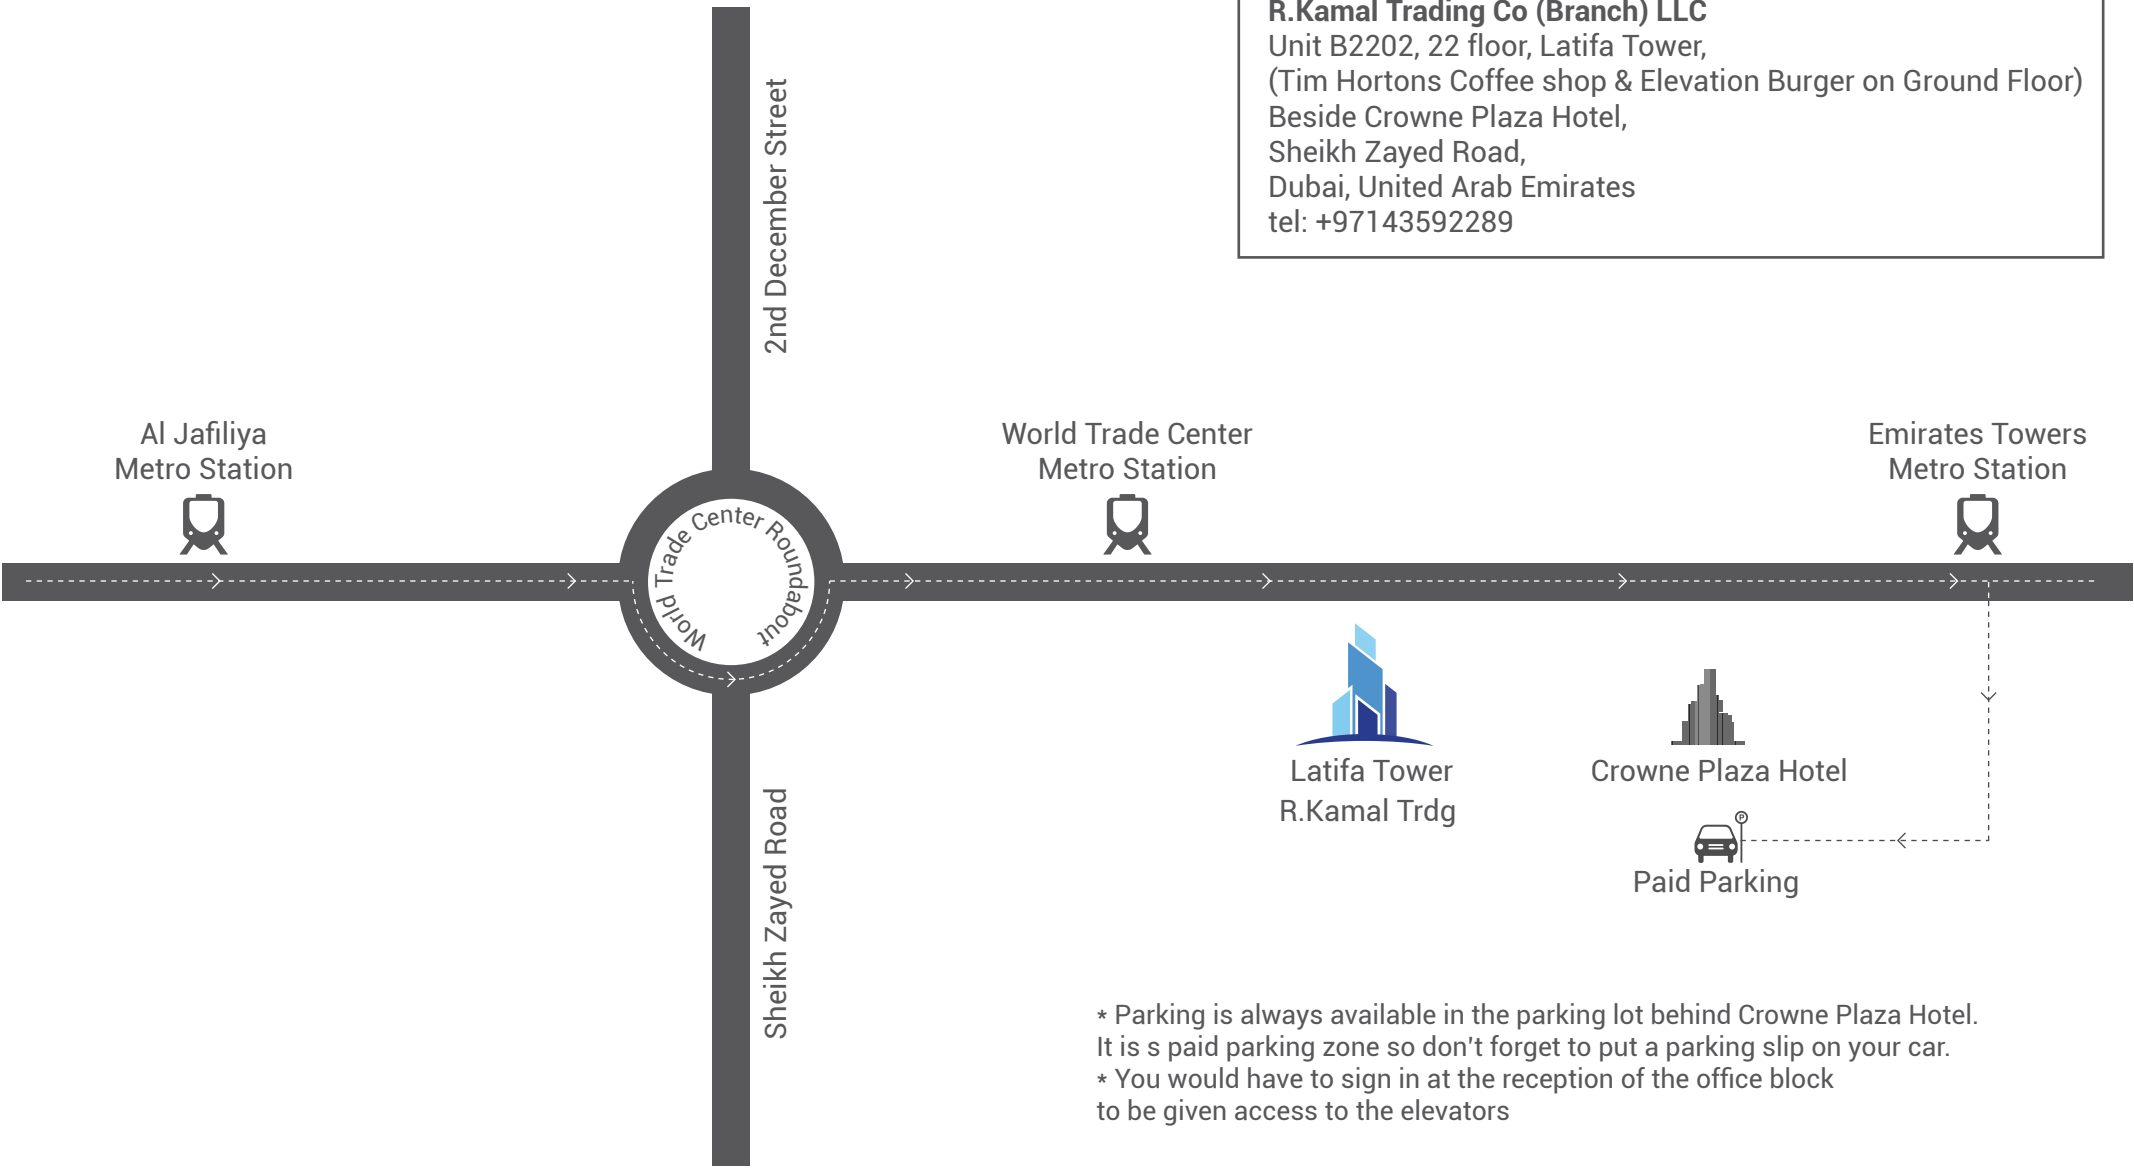 R.Kamal Trading Co (Branch) LLC
Unit B2202, 22 floor, Latifa Tower,
(Tim Hortons Coffee shop & Elevation Burger on Ground Floor)
Beside Crowne Plaza Hotel,
Sheikh Zayed Road,
Dubai, United Arab Emirates
tel: +97143592289
2nd December Street
Al Jafiliya
Metro Station
World Trade Center
Metro Station
Emirates Towers
Metro Station
World Trade Center Roundabout
Latifa Tower
R.Kamal Trdg
Crowne Plaza Hotel
P
Paid Parking
Sheikh Zayed Road
* Parking is always available in the parking lot behind Crowne Plaza Hotel.
It is s paid parking zone so don't forget to put a parking slip on your car.
* You would have to sign in at the reception of the office block
to be given access to the elevators